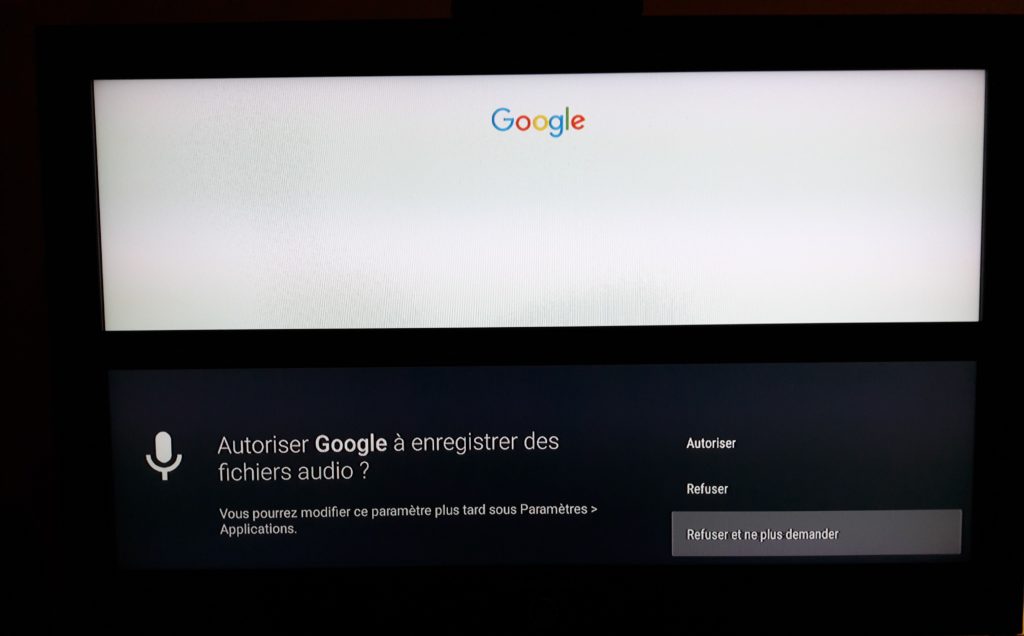 Google
Autoriser Google à enregistrer des
fichiers audio ?
Vous pourrez modifier ce paramètre plus tard sous Paramètres >
Applications.
Autoriser
Refuser
Refuser et ne plus demander